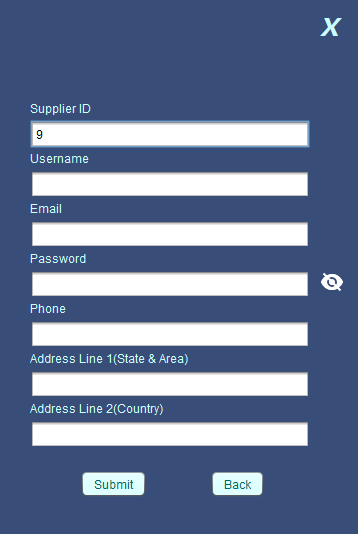 X
Supplier ID
9
Username
Email
Password
Phone
Address Line 1(State & Area)
Address Line 2(Country)
Submit Back